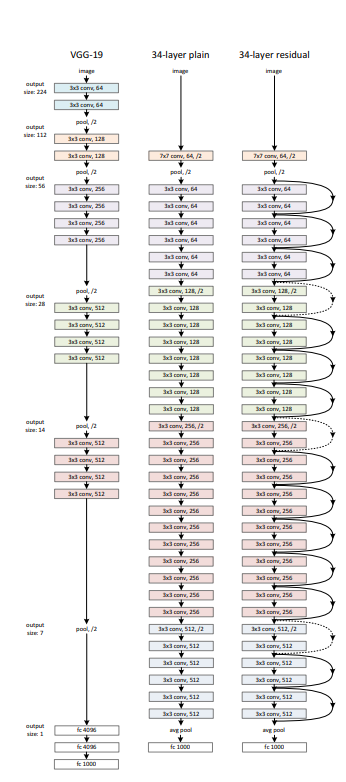 output
size: 224
output
size: 112
output
size: 56
output
size: 28
output
size: 14
output
size: 7
output
size: 1
VGG-19
image
3x3 conv, 64
3x3 conv, 64
pool, /2
3x3 conv, 128
3x3 conv, 128
pool, /2
3x3 conv, 256
3x3 conv, 256
3x3 conv, 256
3x3 conv, 256
pool, /2
3x3 conv, 512
3x3 conv, 512
3x3 conv, 512
3x3 conv, 512
pool, /2
3x3 conv, 512
3x3 conv, 512
3x3 conv, 512
3x3 conv, 512
pool, /2
fc 4096
fc 4096
fc 1000
34-layer plain
image
7x7 conv, 64, /2
pool, /2
3x3 conv, 64
3x3 conv, 64
3x3 conv, 64
3x3 conv, 64
3x3 conv, 64
3x3 conv, 64
3x3 conv, 128, /2
3x3 conv, 128
3x3 conv, 128
3x3 conv, 128
3x3 conv, 128
3x3 conv, 128
3x3 conv, 128
3x3 conv, 128
3x3 conv, 256, /2
3x3 conv, 256
3x3 conv, 256
3x3 conv, 256
3x3 conv, 256
3x3 conv, 256
3x3 conv, 256
3x3 conv, 256
3x3 conv, 256
3x3 conv, 256
3x3 conv, 256
3x3 conv, 256
3x3 conv, 512, /2
3x3 conv, 512
3x3 conv, 512
3x3 conv, 512
3x3 conv, 512
3x3 conv, 512
avg pool
fc 1000
34-layer residual
image
7x7 conv, 64, /2
pool, /2
3x3 conv, 64
3x3 conv, 64
3x3 conv, 64
3x3 conv, 64
3x3 conv, 64
3x3 conv, 64
3x3 conv, 128, /2
3x3 conv, 128
3x3 conv, 128
3x3 conv, 128
3x3 conv, 128
3x3 conv, 128
3x3 conv, 128
3x3 conv, 128
3x3 conv, 256, /2
3x3 conv, 256
3x3 conv, 256
3x3 conv, 256
3x3 conv, 256
3x3 conv, 256
3x3 conv, 256
3x3 conv, 256
3x3 conv, 256
3x3 conv, 256
3x3 conv, 256
3x3 conv, 256
3x3 conv, 512, /2
3x3 conv, 512
3x3 conv, 512
3x3 conv, 512
3x3 conv, 512
3x3 conv, 512
avg pool
fc 1000